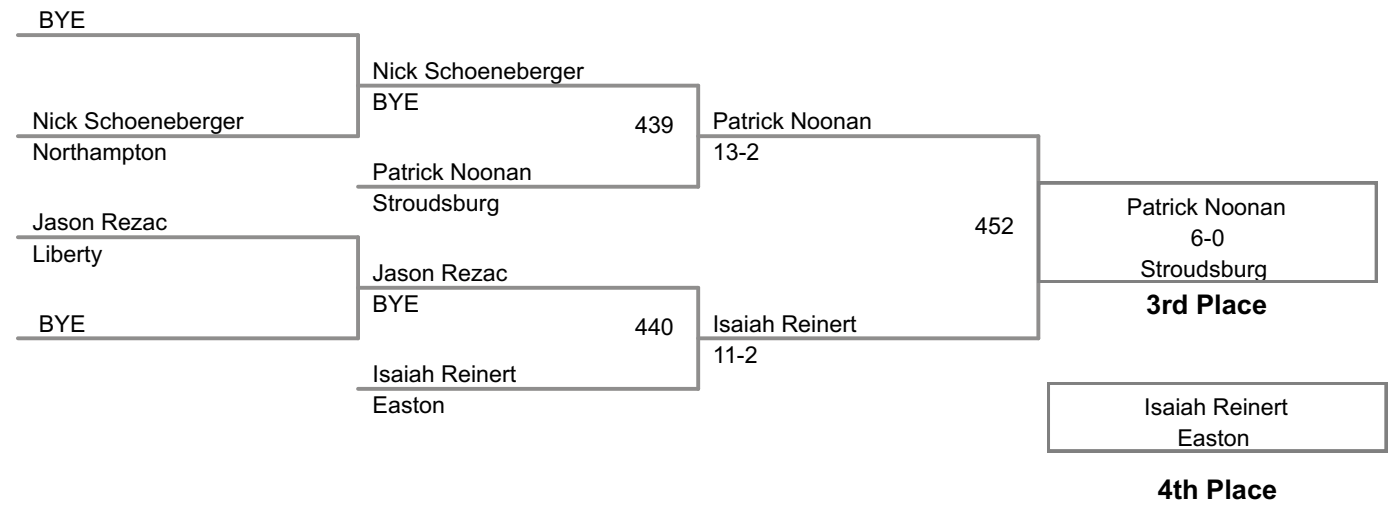 BYE
Nick Schoeneberger
BYE
Nick Schoeneberger
439
Patrick Noonan
Northampton
13-2
Patrick Noonan
Stroudsburg
Patrick Noonan
Jason Rezac
452
6-0
Liberty
Stroudsburg
Jason Rezac
BYE
3rd Place
BYE
440
Isaiah Reinert
11-2
Isaiah Reinert
Easton
Isaiah Reinert
Easton
4th Place